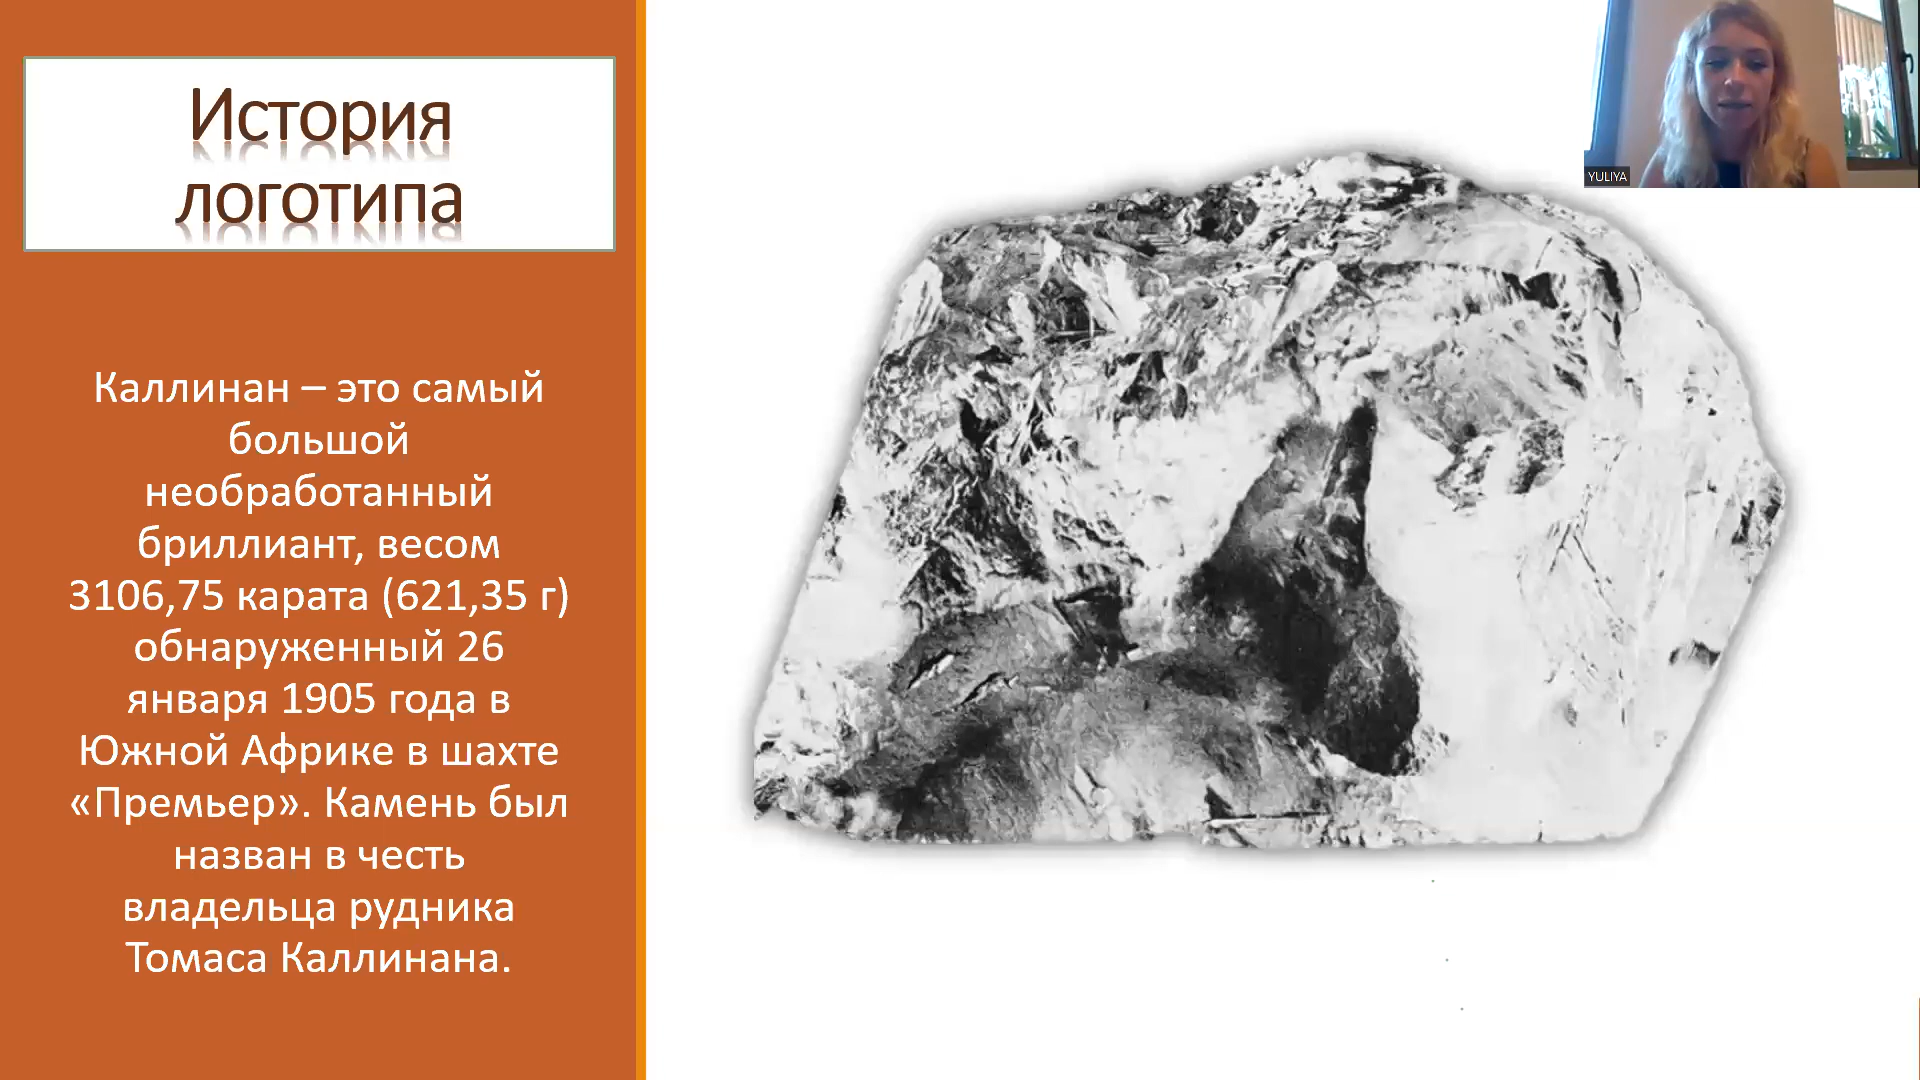 История
логотипа
Каллинан – это самый
большой
необработанный
бриллиант, весом
3106,75 карата (621,35 г)
обнаруженный 26
января 1905 года в
Южной Африке в шахте
«Премьер». Камень был
назван в честь
владельца рудника
Томаса Каллинана.
YULIYA